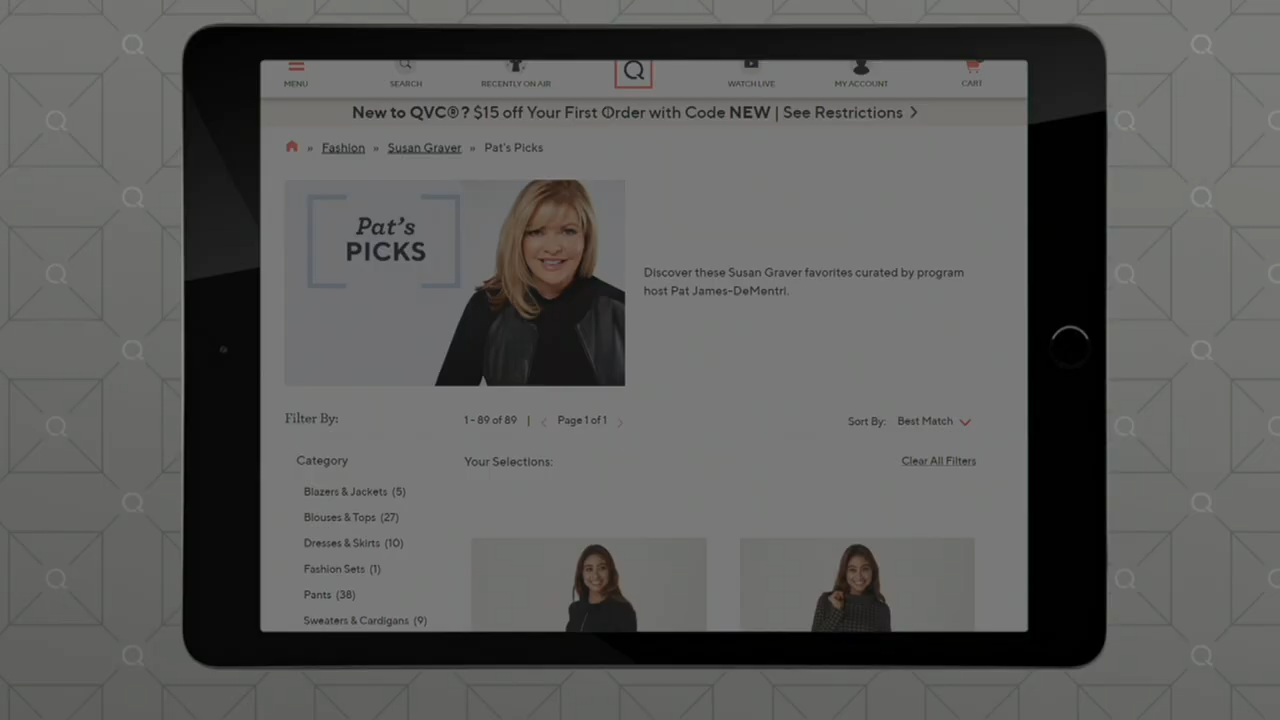 MENU
SEARCH
RECENTLY ON AIR
Q
WATCH LIVE
MY ACCOUNT
CART
New to QVC®? $15 off Your First Order with Code NEW | See Restrictions >
» Fashion » Susan Graver » Pat's Picks
Pat's
PICKS
Discover these Susan Graver favorites curated by program
host Pat James-DeMentri.
Filter By:
1 - 89 of 89 | < Page 1 of 1 >
Sort By: Best Match
Category
Your Selections:
Clear All Filters
Blazers & Jackets (5)
Blouses & Tops (27)
Dresses & Skirts (10)
Fashion Sets (1)
Pants (38)
Sweaters & Cardigans (9)